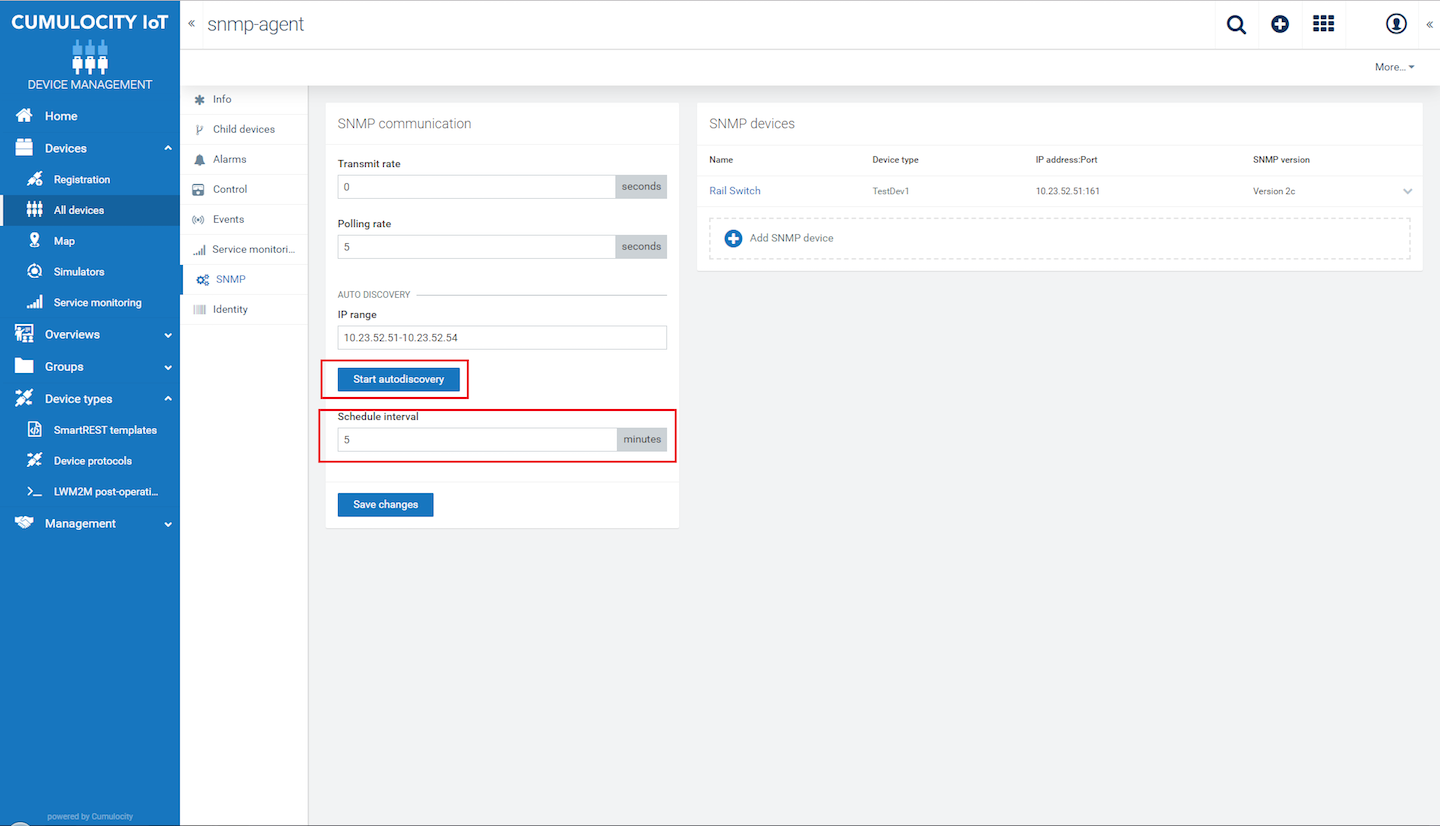 CUMULOCITY IoT
DEVICE MANAGEMENT
Home
Devices
Registration
All devices
Map
Simulators
Service monitoring
Overviews
Groups
Device types
SmartREST templates
Device protocols
LWM2M post-operati...
Management
powered by Cumulocity
« snmp-agent
«
More...
Info
Child devices
Alarms
Control
Events
Service monitori...
SNMP
Identity
SNMP communication
Transmit rate
0 seconds
Polling rate
5 seconds
AUTO DISCOVERY
IP range
10.23.52.51-10.23.52.54
Start autodiscovery
Schedule interval
5 minutes
Save changes
SNMP devices
Name Device type IP address:Port SNMP version
Rail Switch TestDev1 10.23.52.51:161 Version 2c
Add SNMP device